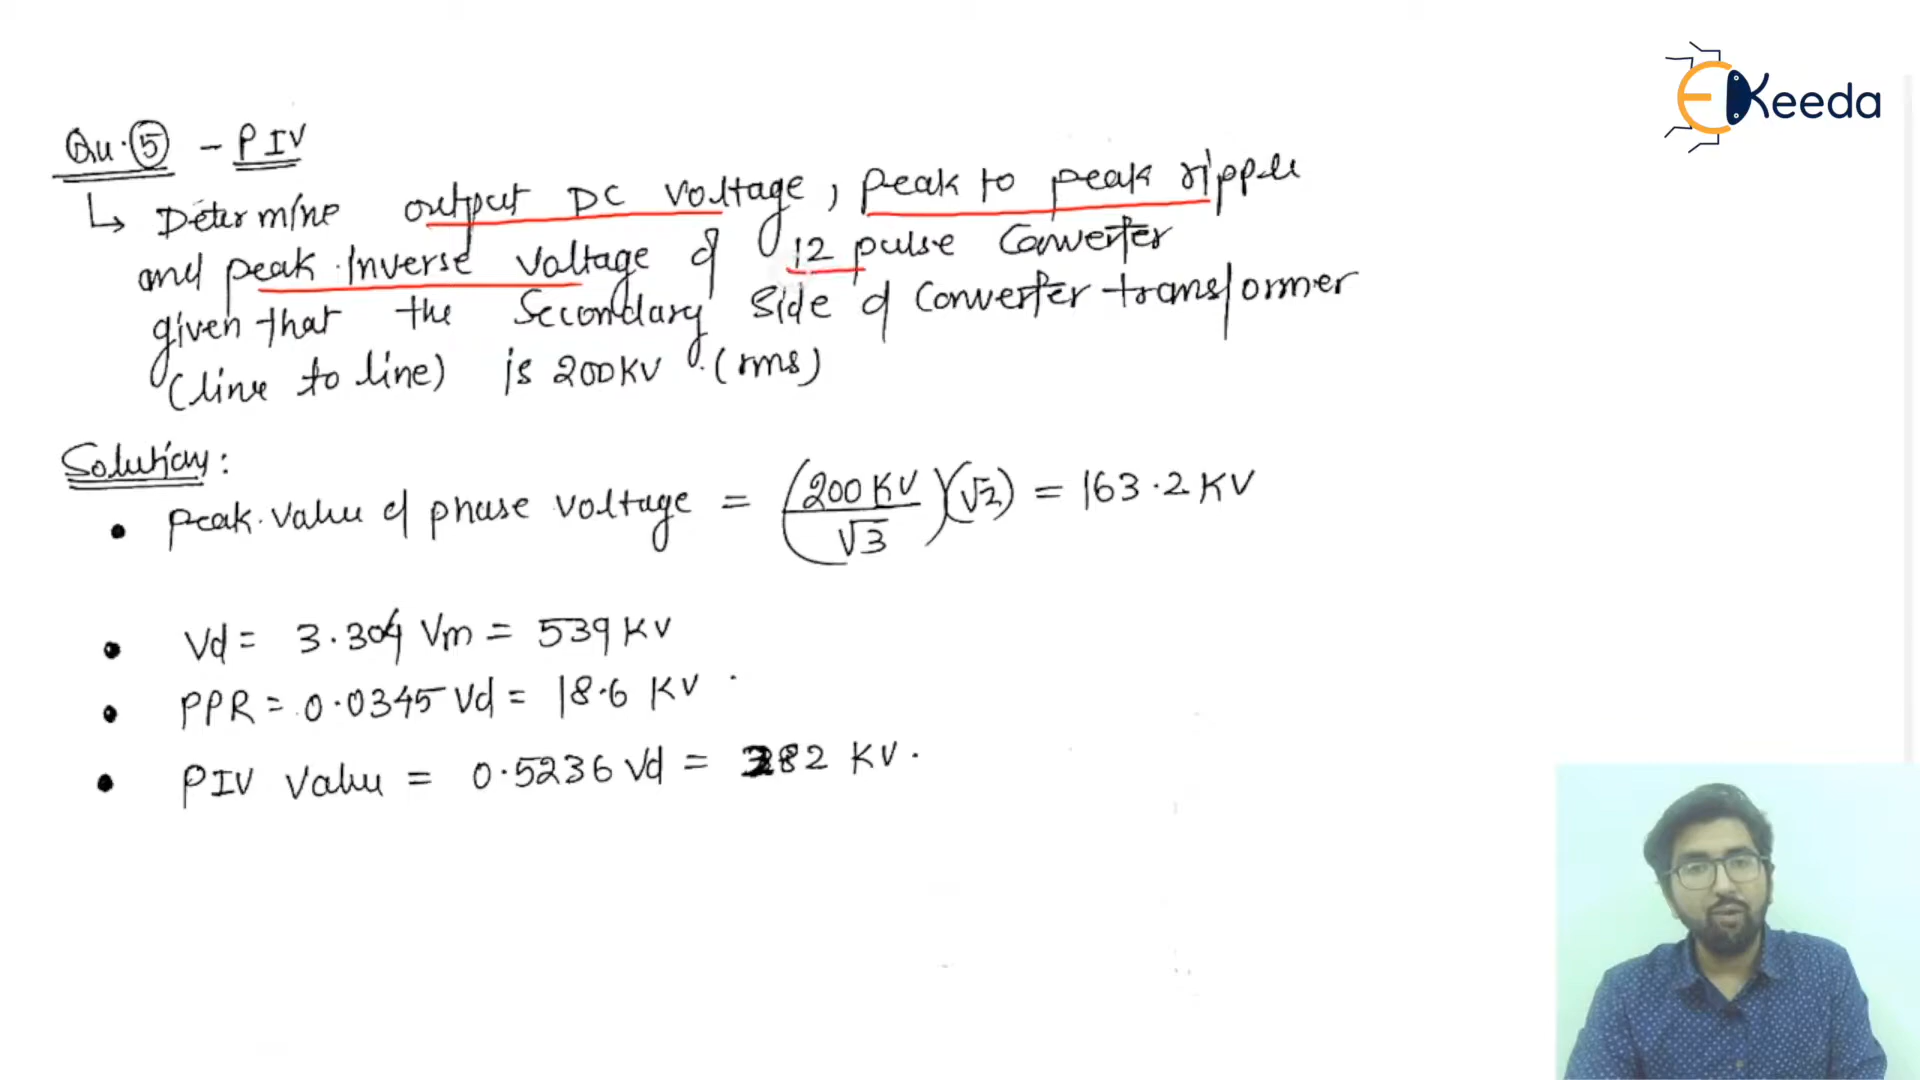 EKeeda
Qu.⑤ - PIV
↳ Determine output DC voltage, peak to peak ripple
and peak inverse voltage of 12 pulse Converter
given that the Secondary Side of Converter transformer
(line to line) is 200KV (rms)
Solution:
• peak value of phase voltage = (200 KV/√3)(√2) = 163.2 KV
• Vd = 3.304 Vm = 539 KV
• PPR = 0.0345 Vd = 18.6 KV
• PIV Value = 0.5236 Vd = 282 KV.